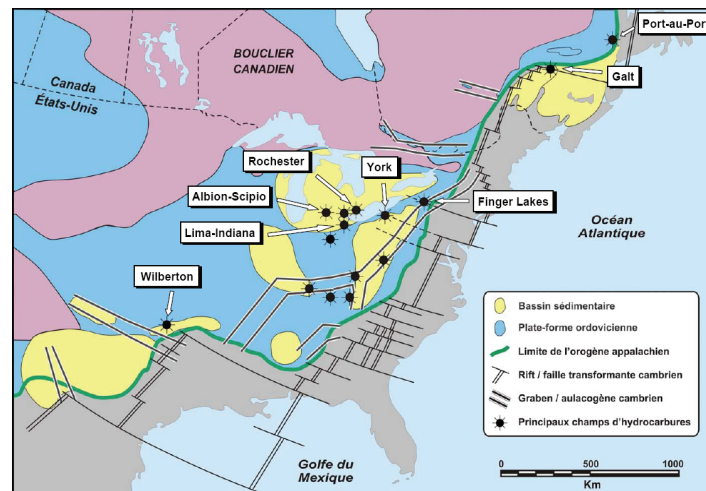 Port-au-Port
BOUCLIER
CANADIEN
Galt
Canada
États-Unis
Rochester
York
Albion-Scipio
Finger Lakes
Lima-Indiana
Océan
Atlantique
Wilberton
Bassin sédimentaire
Plate-forme ordovicienne
Limite de l'orogène appalachien
Rift / faille transformante cambrien
Graben / aulacogène cambrien
Principaux champs d'hydrocarbures
Golfe du
Mexique
0 500 1000
Km